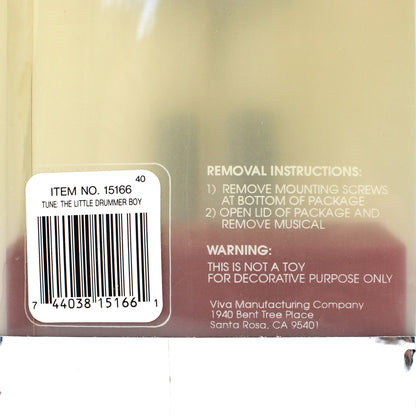 40
ITEM NO. 15166
TUNE: THE LITTLE DRUMMER BOY
7 44038 15166 1
REMOVAL INSTRUCTIONS:
1) REMOVE MOUNTING SCREWS
AT BOTTOM OF PACKAGE
2) OPEN LID OF PACKAGE AND
REMOVE MUSICAL
WARNING:
THIS IS NOT A TOY
FOR DECORATIVE PURPOSE ONLY
Viva Manufacturing Company
1940 Bent Tree Place
Santa Rosa, CA 95401